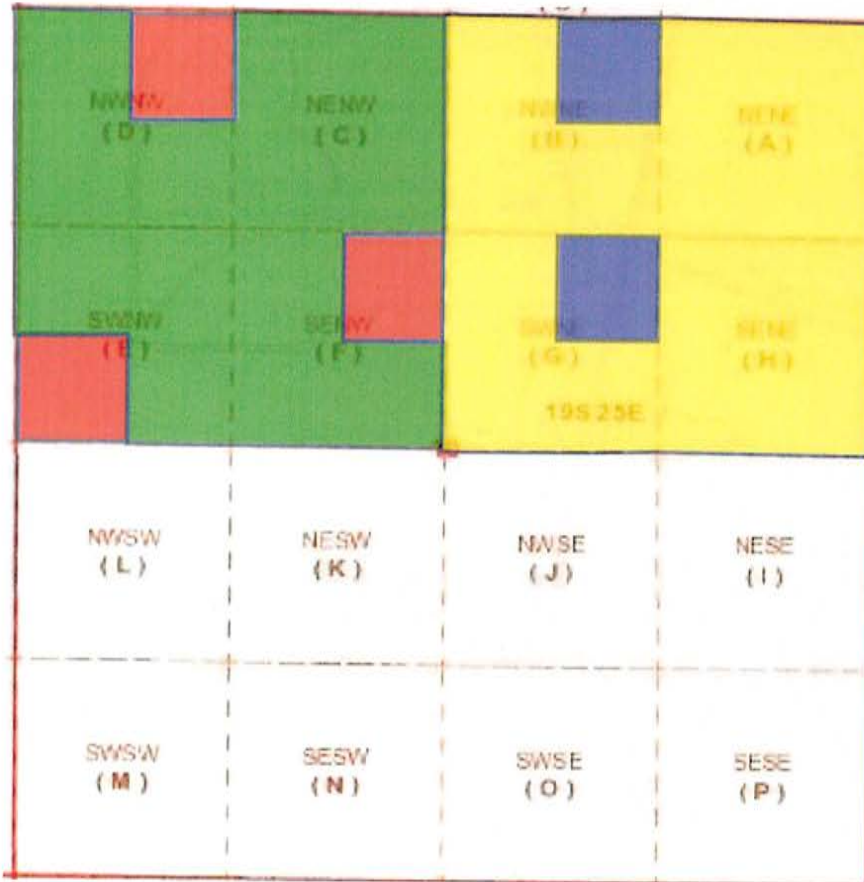 NWNW
(D)
NENW
(C)
NWNE
(B)
NENE
(A)
SWNW
(E)
SENW
(F)
SWNE
(G)
SENE
(H)
19S 25E
NWSW
(L)
NESW
(K)
NWSE
(J)
NESE
(I)
SWSW
(M)
SESW
(N)
SWSE
(O)
SESE
(P)